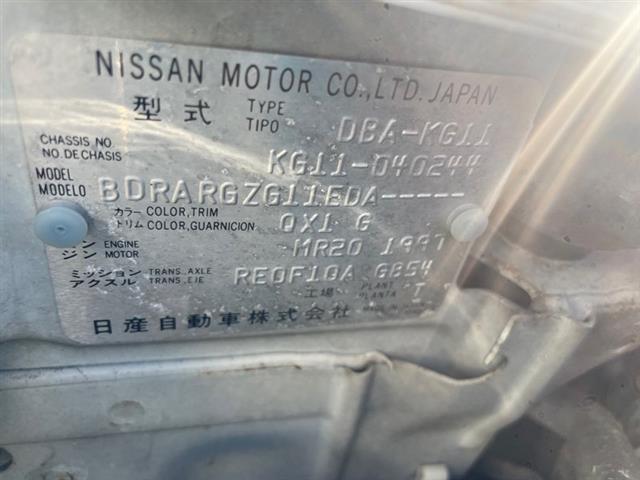 NISSAN MOTOR CO.,LTD. JAPAN
型式 TYPE TIPO DBA-KG11
CHASSIS NO. NO. DE CHASIS KG11-040244
MODEL MODELO BDRARGZG11EDA-----
カラー トリム COLOR, TRIM COLOR, GUARNICION QX1 G
ジン ENGINE MOTOR MR20 1997
ミッション アクスル TRANS. AXLE TRANS. EJE RE0F10A GB54
工場 PLANT PLANTA I
日産自動車株式会社 MADE IN